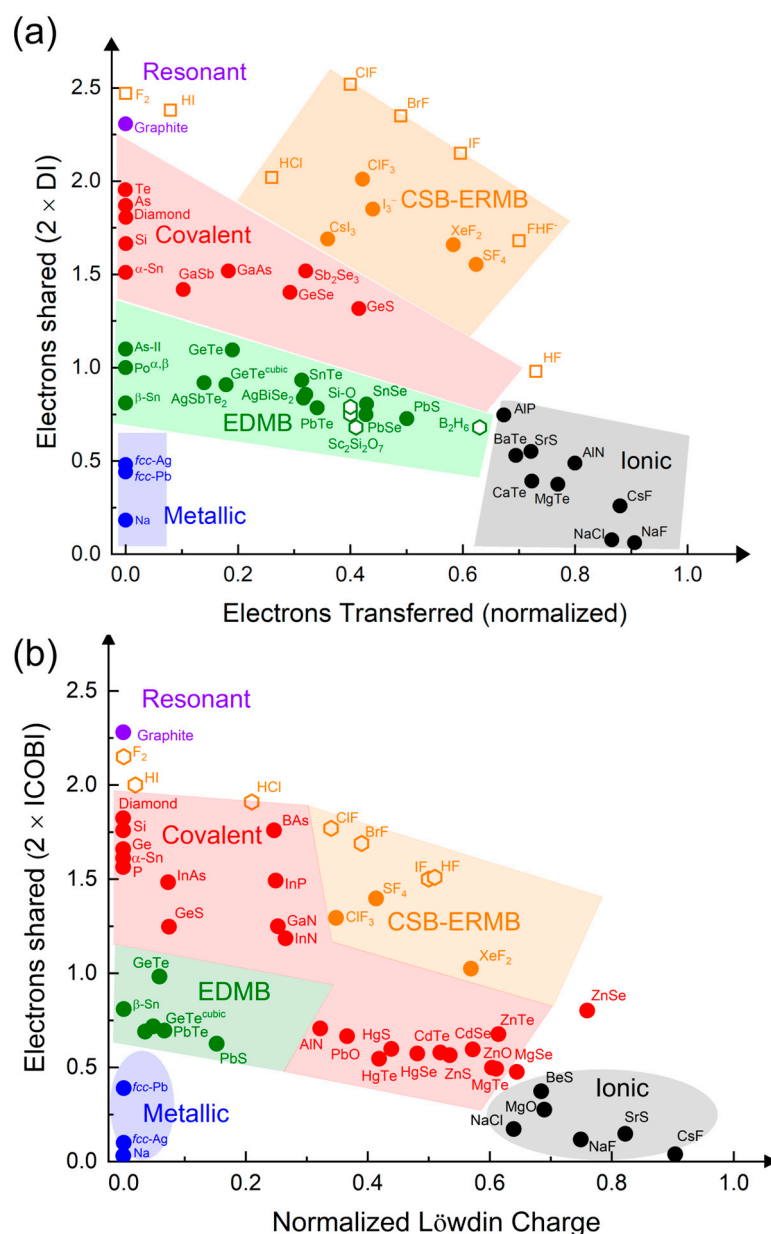 (a)
Resonant
F₂
HI
Graphite
ClF
BrF
IF
HCl
ClF₃
CSB-ERMB
I₃⁻
CsI₃
XeF₂
FHF⁻
SF₄
Te
As
Diamond
Covalent
Si
α-Sn
GaSb
GaAs
Sb₂Se₃
GeSe
GeS
HF
As-II
GeTe
Po^α,β
GeTe^cubic
SnTe
Si-O
SnSe
β-Sn
AgSbTe₂
AgBiSe₂
PbS
EDMB
PbTe
PbSe
B₂H₆
Sc₂Si₂O₇
AlP
BaTe
SrS
AlN
Ionic
CaTe
MgTe
CsF
NaCl
NaF
fcc-Ag
fcc-Pb
Na
Metallic
2.5
2.0
1.5
1.0
0.5
0.0
Electrons shared (2 × DI)
0.0 0.2 0.4 0.6 0.8 1.0
Electrons Transferred (normalized)
(b)
Resonant
Graphite
F₂
HI
HCl
Diamond
Si
Covalent
Ge
α-Sn
P
BAs
InAs
InP
GeS
GaN
InN
ClF
BrF
IF
HF
SF₄
ClF₃
CSB-ERMB
XeF₂
GeTe
EDMB
β-Sn
GeTe^cubic
PbTe
PbS
AlN
PbO
HgS
HgTe
HgSe
CdTe
ZnS
CdSe
ZnTe
ZnO
MgSe
MgTe
ZnSe
BeS
Ionic
MgO
NaCl
SrS
NaF
CsF
fcc-Pb
Metallic
fcc-Ag
Na
2.5
2.0
1.5
1.0
0.5
0.0
Electrons shared (2 × ICOBI)
0.0 0.2 0.4 0.6 0.8 1.0
Normalized Löwdin Charge